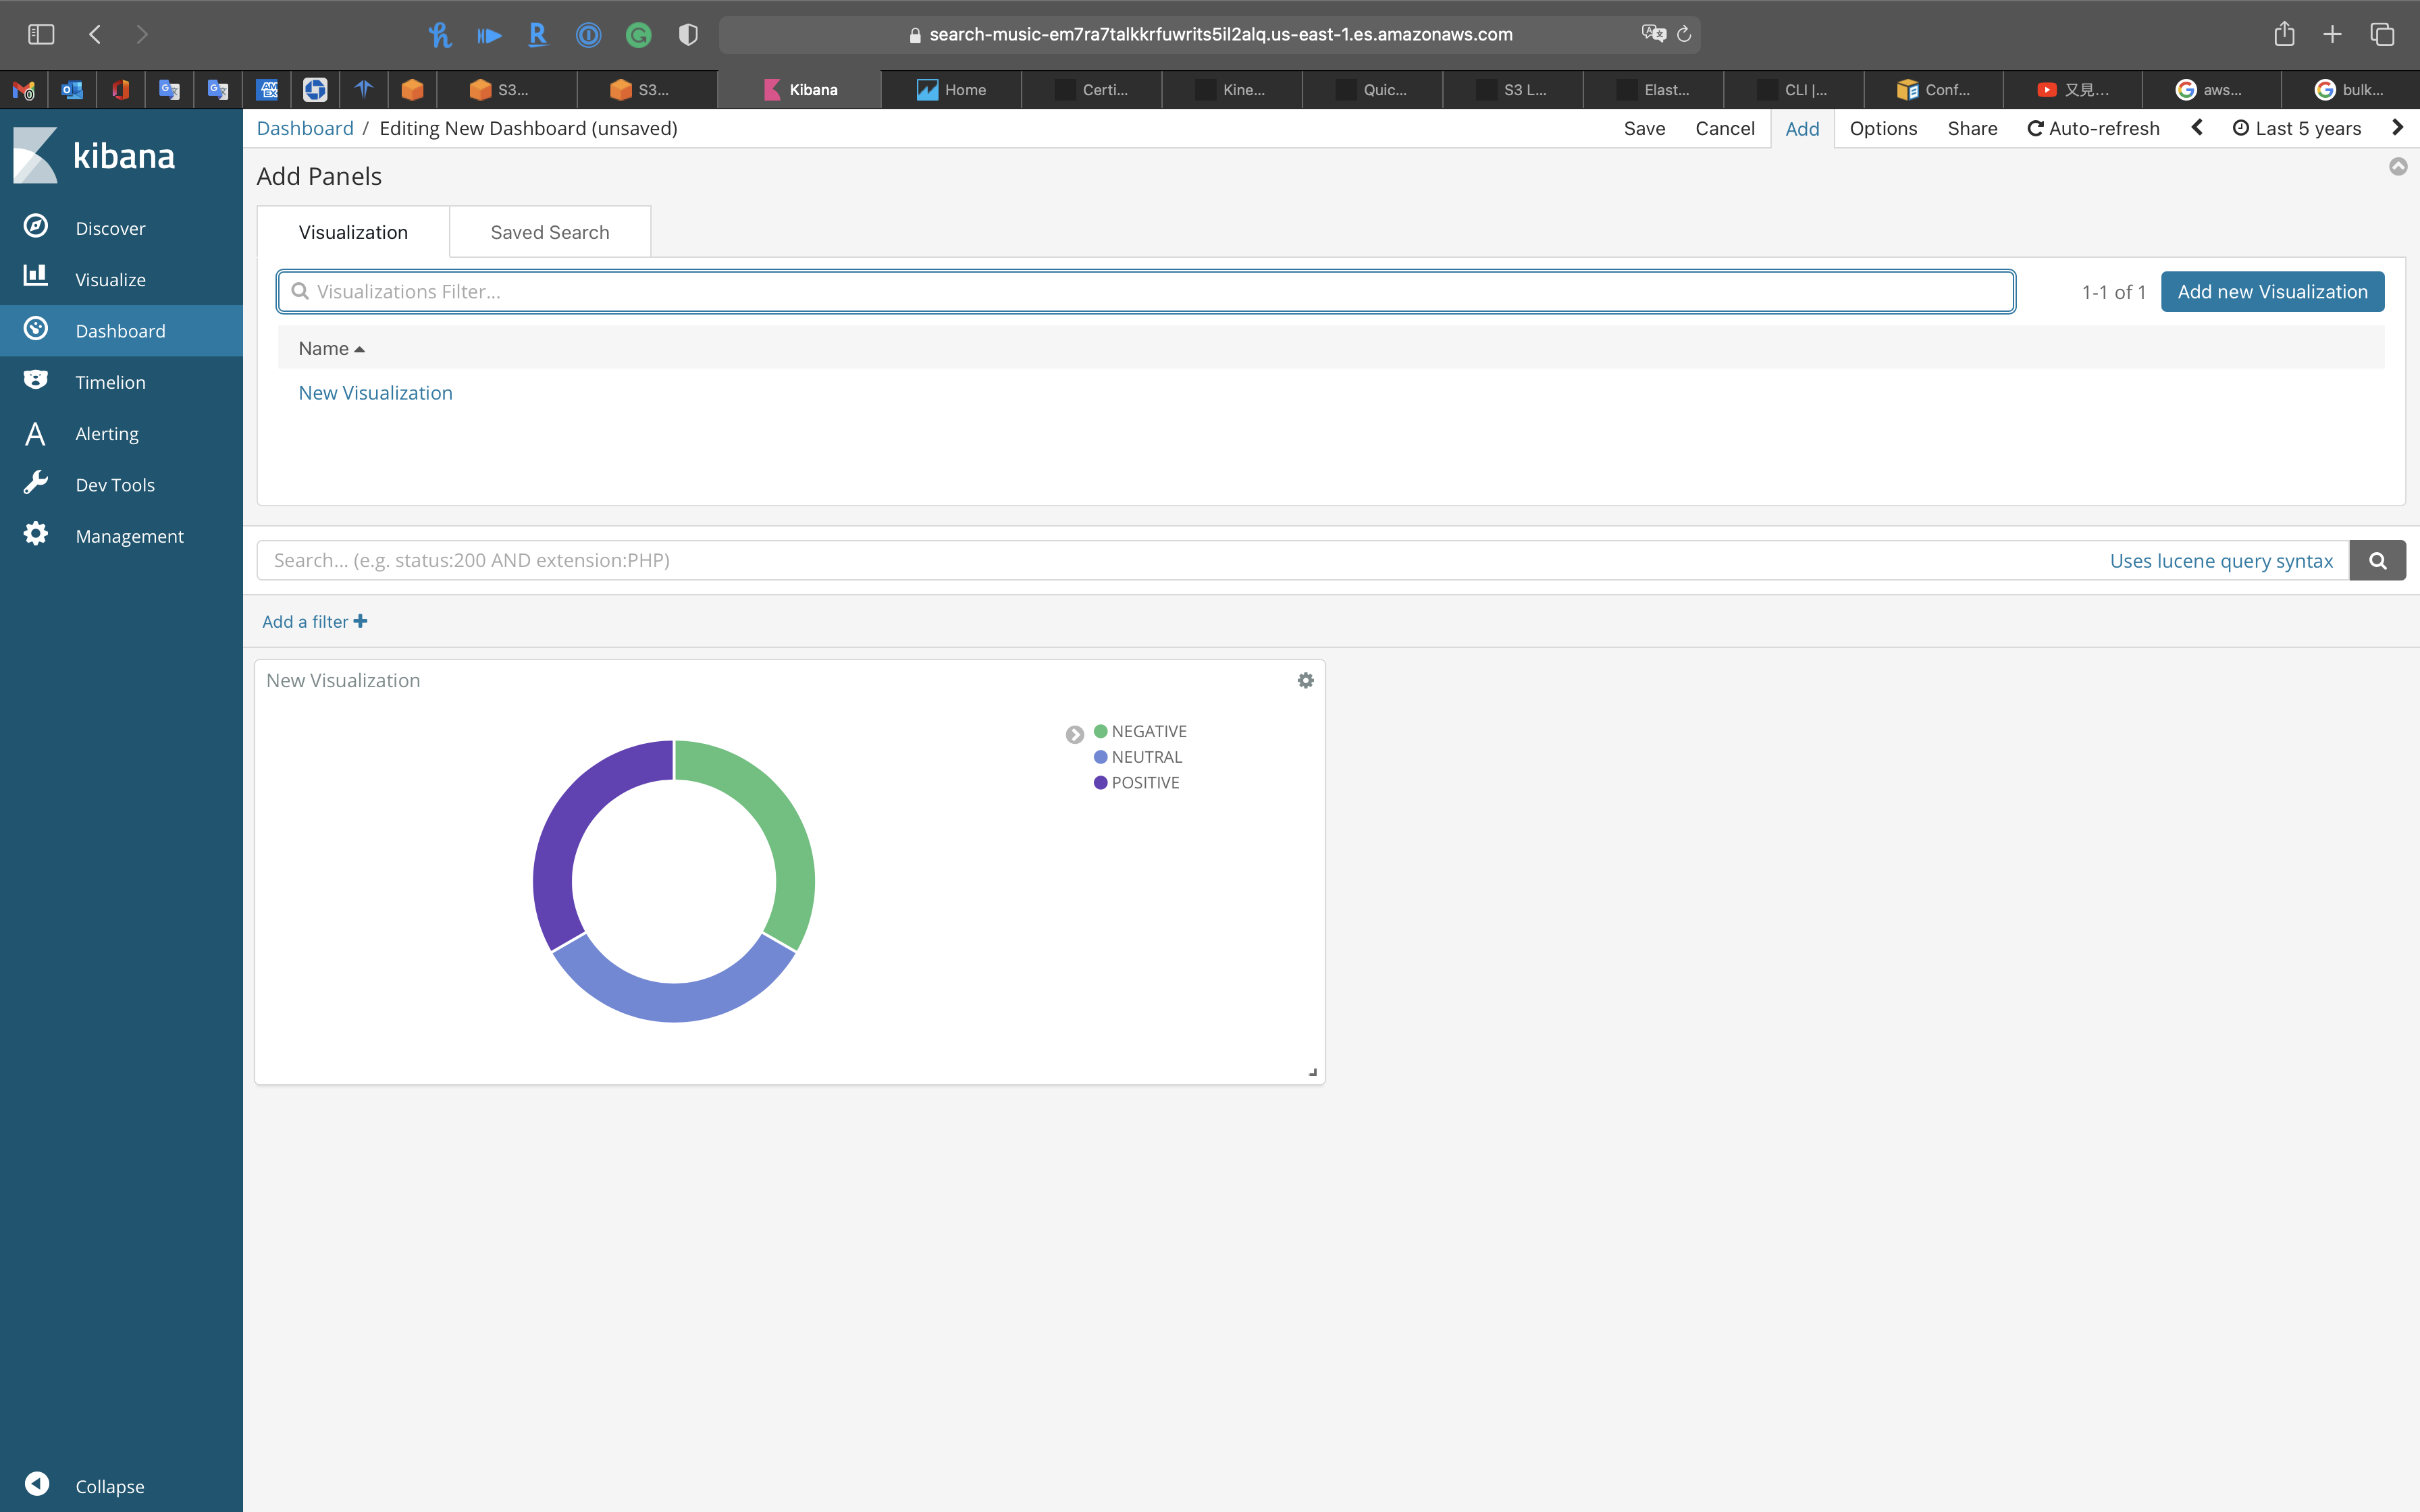 search-music-em7ra7talkkrfuwrits5il2alq.us-east-1.es.amazonaws.com
S3...
S3...
Kibana
Home
Certi...
Kine...
Quic...
S3 L...
Elast...
CLI |...
Conf...
又見...
aws...
bulk...
kibana
Discover
Visualize
Dashboard
Timelion
Alerting
Dev Tools
Management
Collapse
Dashboard / Editing New Dashboard (unsaved)
Save Cancel Add Options Share Auto-refresh Last 5 years
Add Panels
Visualization Saved Search
Visualizations Filter...
1-1 of 1
Add new Visualization
Name
New Visualization
Search... (e.g. status:200 AND extension:PHP)
Uses lucene query syntax
Add a filter +
New Visualization
NEGATIVE
NEUTRAL
POSITIVE